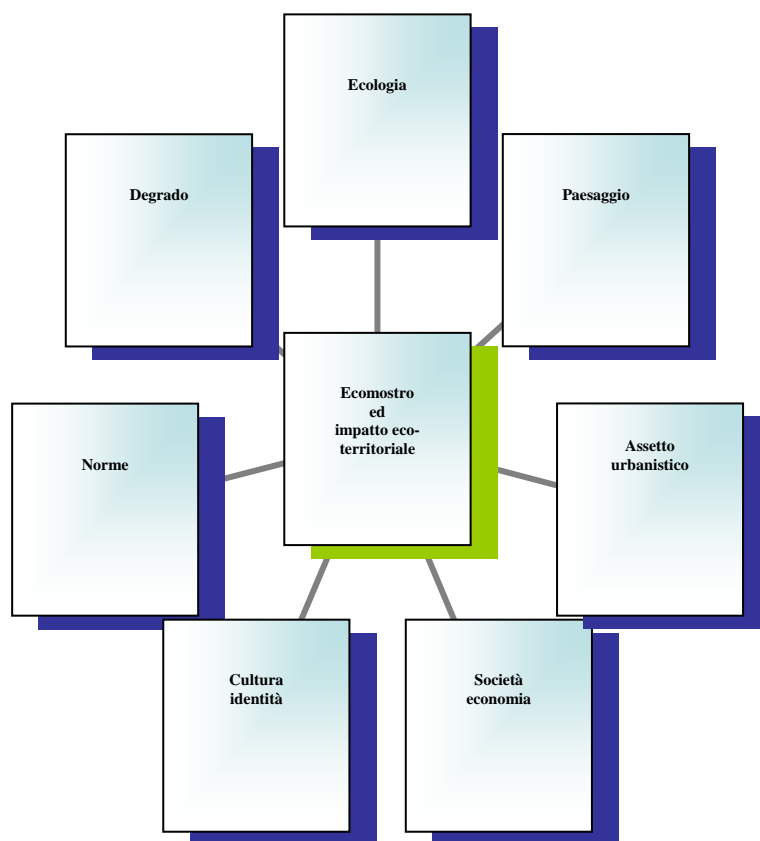 Ecologia
Degrado
Paesaggio
Ecomostro
ed
impatto eco-
territoriale
Norme
Assetto
urbanistico
Cultura
identità
Società
economia